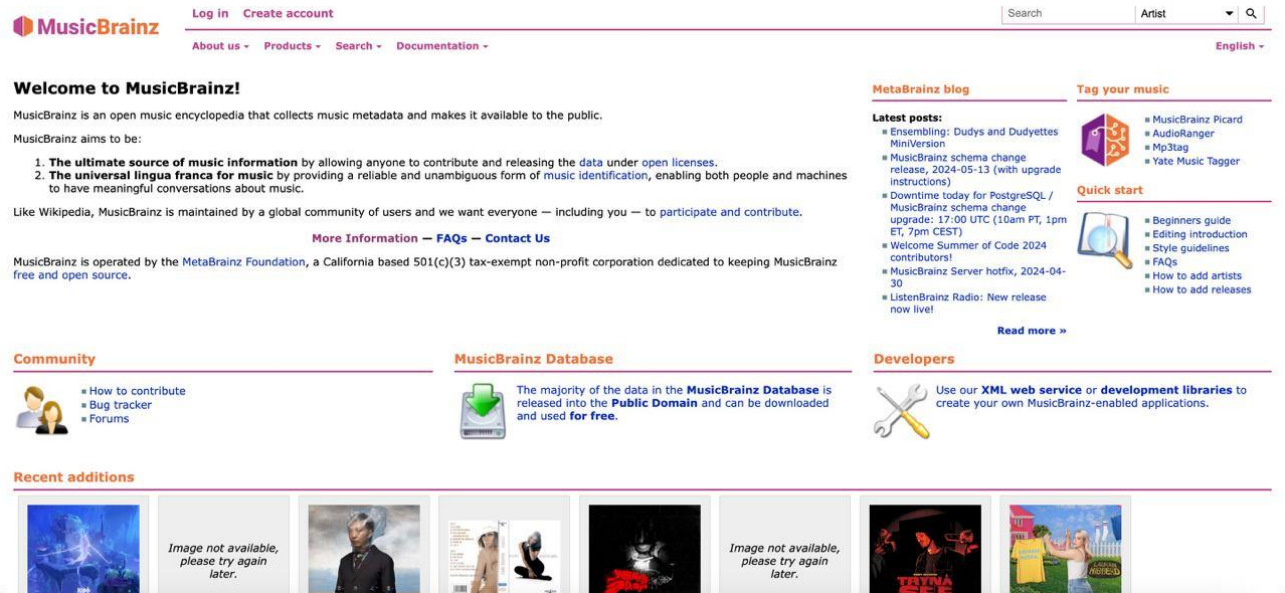 MusicBrainz
Log in Create account
Search
Artist
About us Products Search Documentation
English
Welcome to MusicBrainz!
MusicBrainz is an open music encyclopedia that collects music metadata and makes it available to the public.
MusicBrainz aims to be:
1. The ultimate source of music information by allowing anyone to contribute and releasing the data under open licenses.
2. The universal lingua franca for music by providing a reliable and unambiguous form of music identification, enabling both people and machines
to have meaningful conversations about music.
Like Wikipedia, MusicBrainz is maintained by a global community of users and we want everyone — including you — to participate and contribute.
More Information — FAQs — Contact Us
MusicBrainz is operated by the MetaBrainz Foundation, a California based 501(c)(3) tax-exempt non-profit corporation dedicated to keeping MusicBrainz
free and open source.
MetaBrainz blog
Latest posts:
Ensembling: Dudys and Dudyettes
MiniVersion
MusicBrainz schema change
release, 2024-05-13 (with upgrade
instructions)
Downtime today for PostgreSQL /
MusicBrainz schema change
upgrade: 17:00 UTC (10am PT, 1pm
ET, 7pm CEST)
Welcome Summer of Code 2024
contributors!
MusicBrainz Server hotfix, 2024-04-
30
ListenBrainz Radio: New release
now live!
Read more »
Tag your music
MusicBrainz Picard
AudioRanger
Mp3tag
Yate Music Tagger
Quick start
Beginners guide
Editing introduction
Style guidelines
FAQs
How to add artists
How to add releases
Community
How to contribute
Bug tracker
Forums
MusicBrainz Database
The majority of the data in the MusicBrainz Database is
released into the Public Domain and can be downloaded
and used for free.
Developers
Use our XML web service or development libraries to
create your own MusicBrainz-enabled applications.
Recent additions
Image not available,
please try again
later.
Image not available,
please try again
later.
TRYNA
SEE